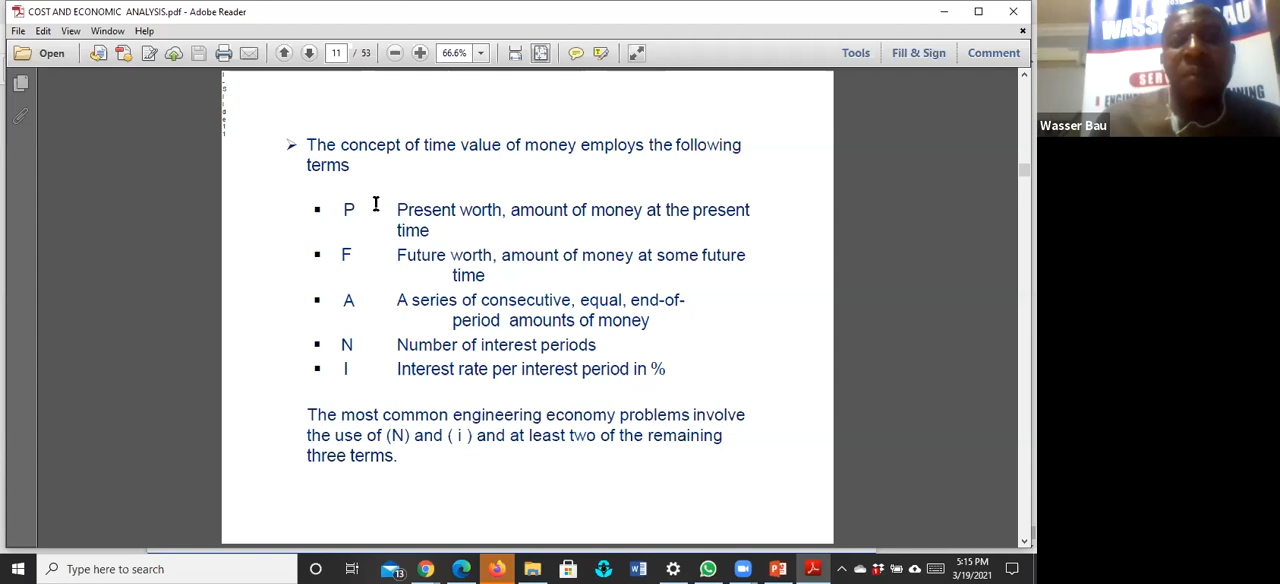 COST AND ECONOMIC ANALYSIS.pdf - Adobe Reader
File Edit View Window Help
Open
11 / 53
66.6%
Tools
Fill & Sign
Comment
The concept of time value of money employs the following
terms
P Present worth, amount of money at the present
time
F Future worth, amount of money at some future
time
A A series of consecutive, equal, end-of-
period amounts of money
N Number of interest periods
I Interest rate per interest period in %
The most common engineering economy problems involve
the use of (N) and ( i ) and at least two of the remaining
three terms.
Wasser Bau
Type here to search
13
5:15 PM
3/19/2021